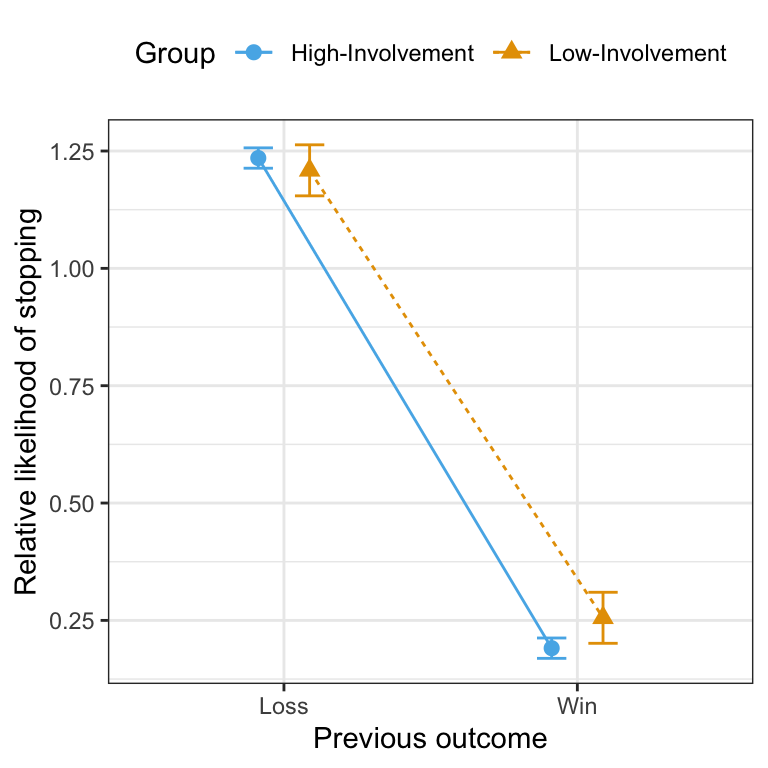 Group High-Involvement Low-Involvement
Relative likelihood of stopping
1.25
1.00
0.75
0.50
0.25
Loss Win
Previous outcome